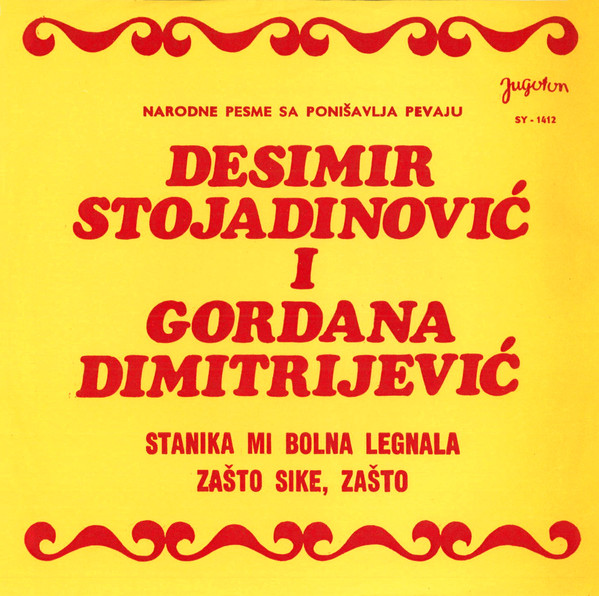 Jugoton
SY - 1412
NARODNE PESME SA PONIŠAVLJA PEVAJU
DESIMIR
STOJADINOVIĆ
I
GORDANA
DIMITRIJEVIĆ
STANIKA MI BOLNA LEGNALA
ZAŠTO SIKE, ZAŠTO